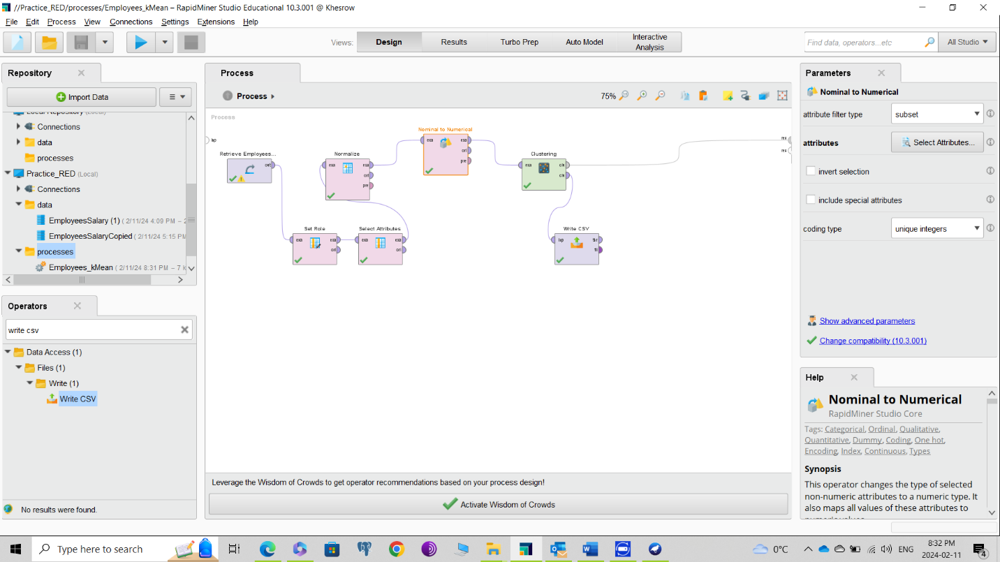 //Practice_RED/processes/Employees_kMean – RapidMiner Studio Educational 10.3.001 @ Khesrow
File Edit Process View Connections Settings Extensions Help
Views: Design Results Turbo Prep Auto Model Interactive Analysis
Find data, operators...etc All Studio
Repository
Import Data
Local Repository (Local)
Connections
data
processes
Practice_RED (Local)
Connections
data
EmployeesSalary (1) ( 2/11/24 4:09 PM – 2
EmployeesSalaryCopied ( 2/11/24 5:15 PM
processes
Employees_kMean ( 2/11/24 8:31 PM – 7 k
Operators
write csv
Data Access (1)
Files (1)
Write (1)
Write CSV
No results were found.
Process
Process
75%
Process
inp
Retrieve Employees...
out
Normalize
exa exa
ori
pre
Nominal to Numerical
exa exa
ori
pre
Clustering
exa clu
clu
res
res
Set Role
exa exa
ori
Select Attributes
exa exa
ori
Write CSV
inp thr
fil
Leverage the Wisdom of Crowds to get operator recommendations based on your process design!
Activate Wisdom of Crowds
Parameters
Nominal to Numerical
attribute filter type subset
attributes Select Attributes...
invert selection
include special attributes
coding type unique integers
Show advanced parameters
Change compatibility (10.3.001)
Help
Nominal to Numerical
RapidMiner Studio Core
Tags: Categorical, Ordinal, Qualitative,
Quantitative, Dummy, Coding, One hot,
Encoding, Index, Continuous, Types
Synopsis
This operator changes the type of selected
non-numeric attributes to a numeric type. It
also maps all values of these attributes to
numeric values.
Type here to search
0°C
ENG
8:32 PM
2024-02-11
4